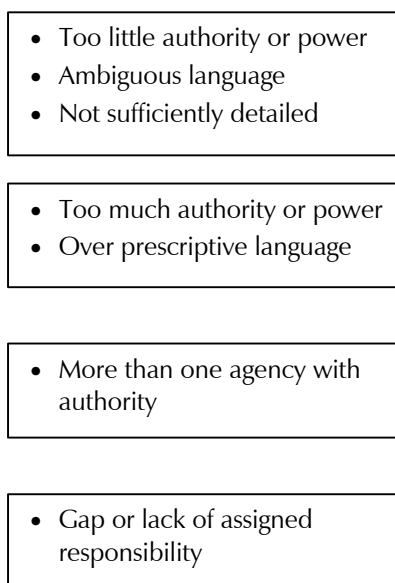 • Too little authority or power
• Ambiguous language
• Not sufficiently detailed
• Too much authority or power
• Over prescriptive language
• More than one agency with
authority
• Gap or lack of assigned
responsibility